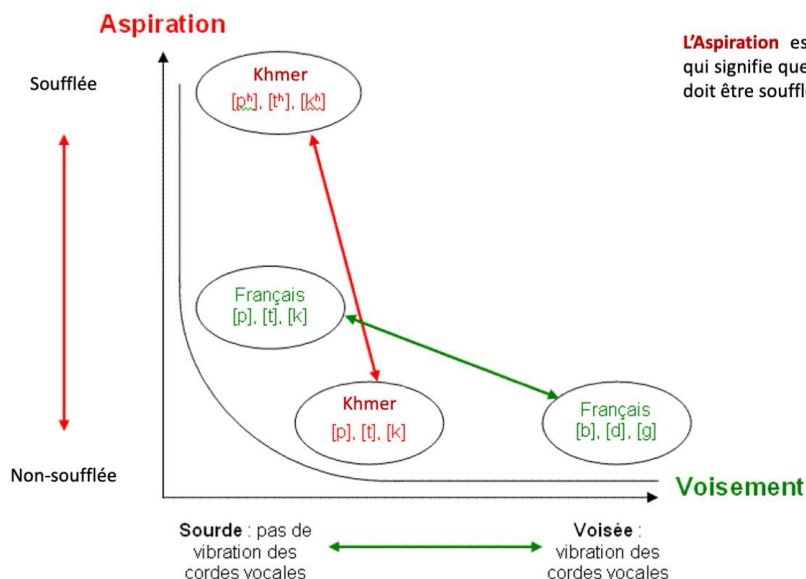 Aspiration
L'Aspiration es
qui signifie que
doit être souffl
Soufflée
Khmer
[pʰ], [tʰ], [kʰ]
Français
[p], [t], [k]
Khmer
[p], [t], [k]
Français
[b], [d], [g]
Non-soufflée
Voisement
Sourde : pas de
vibration des
cordes vocales
Voisée :
vibration des
cordes vocales